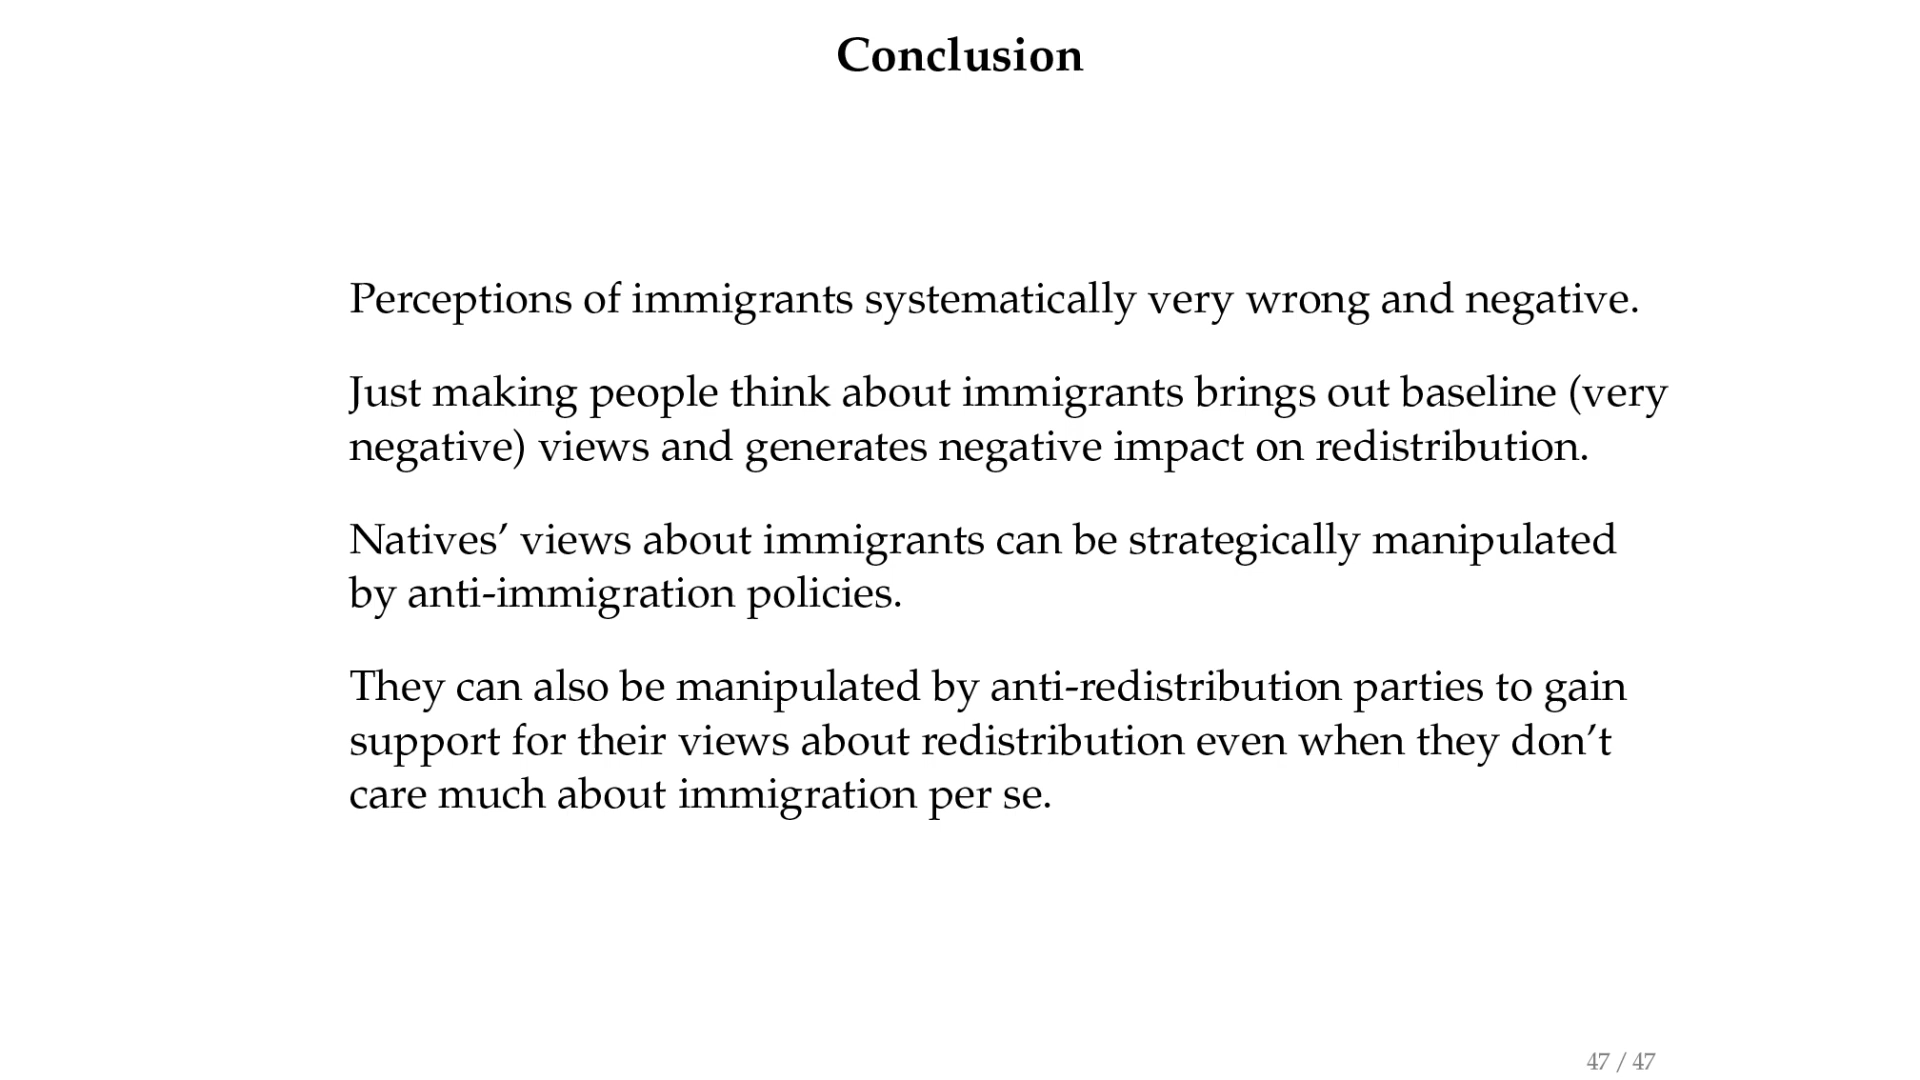 Conclusion
Perceptions of immigrants systematically very wrong and negative.
Just making people think about immigrants brings out baseline (very
negative) views and generates negative impact on redistribution.
Natives’ views about immigrants can be strategically manipulated
by anti-immigration policies.
They can also be manipulated by anti-redistribution parties to gain
support for their views about redistribution even when they don’t
care much about immigration per se.
47 / 47